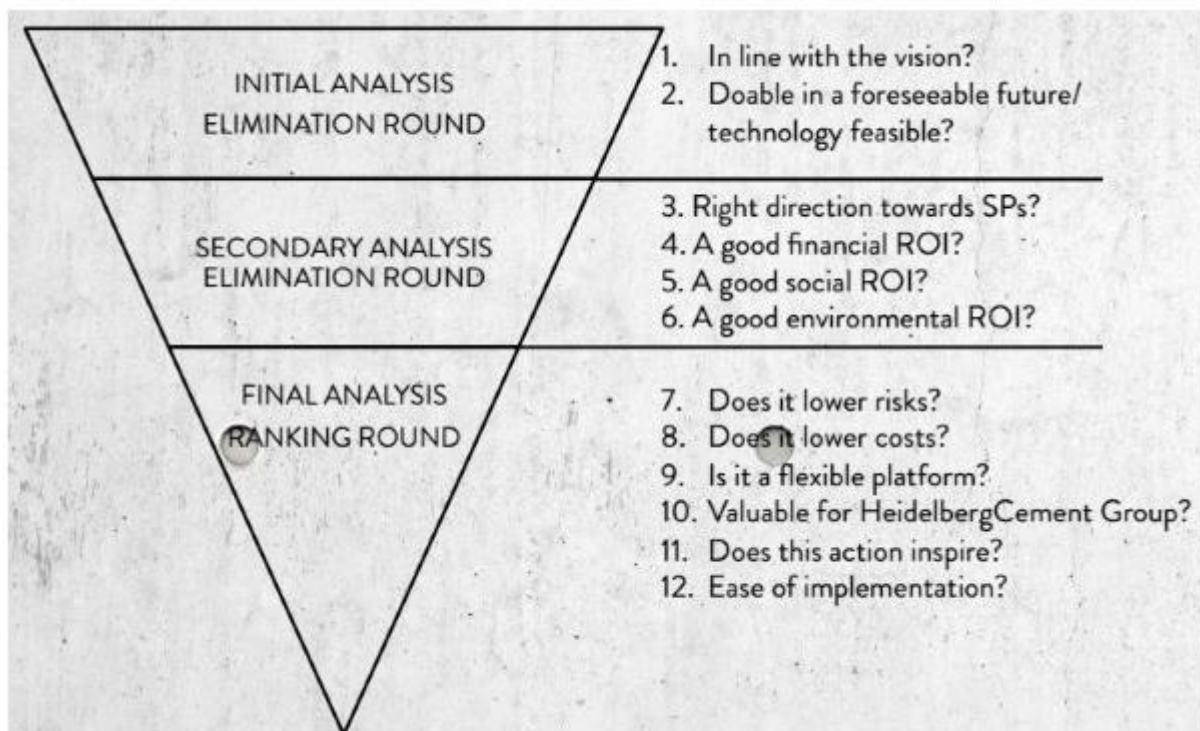 INITIAL ANALYSIS
ELIMINATION ROUND
1. In line with the vision?
2. Doable in a foreseeable future/
technology feasible?
SECONDARY ANALYSIS
ELIMINATION ROUND
3. Right direction towards SPs?
4. A good financial ROI?
5. A good social ROI?
6. A good environmental ROI?
FINAL ANALYSIS
RANKING ROUND
7. Does it lower risks?
8. Does it lower costs?
9. Is it a flexible platform?
10. Valuable for HeidelbergCement Group?
11. Does this action inspire?
12. Ease of implementation?